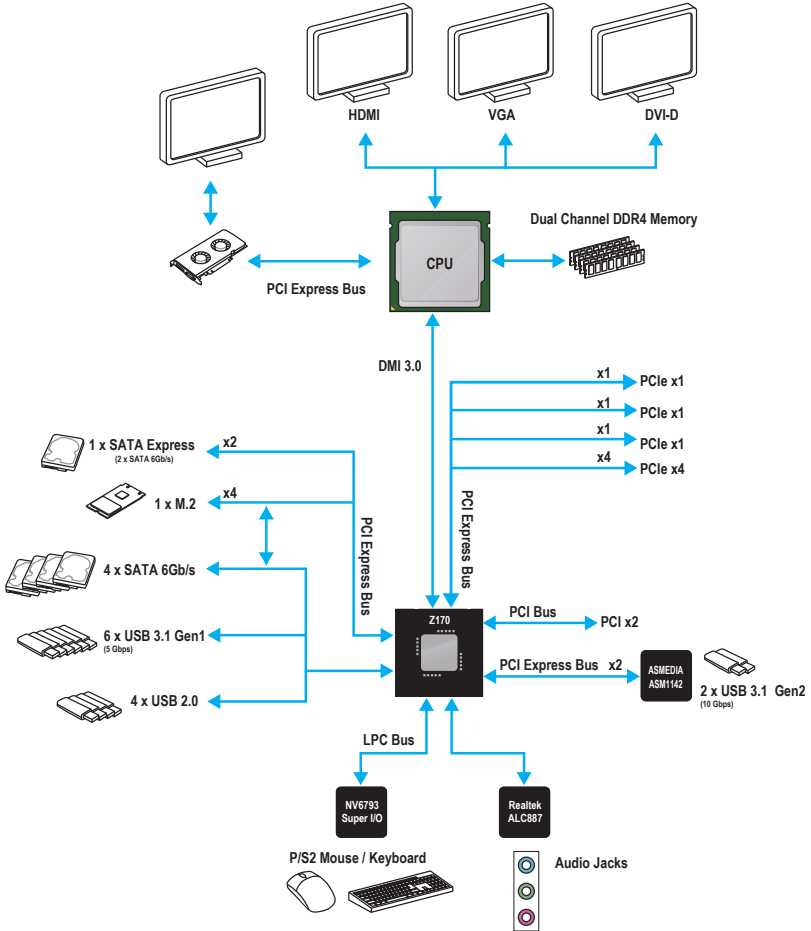 HDMI
VGA
DVI-D
Dual Channel DDR4 Memory
CPU
PCI Express Bus
DMI 3.0
x1
PCIe x1
x1
PCIe x1
x1
PCIe x1
x4
PCIe x4
1 x SATA Express
(2 x SATA 6Gb/s)
x2
1 x M.2
x4
4 x SATA 6Gb/s
6 x USB 3.1 Gen1
(5 Gbps)
4 x USB 2.0
PCI Express Bus
PCI Express Bus
Z170
PCI Bus
PCI x2
PCI Express Bus x2
ASMEDIA
ASM1142
2 x USB 3.1 Gen2
(10 Gbps)
LPC Bus
NV6793
Super I/O
Realtek
ALC887
P/S2 Mouse / Keyboard
Audio Jacks